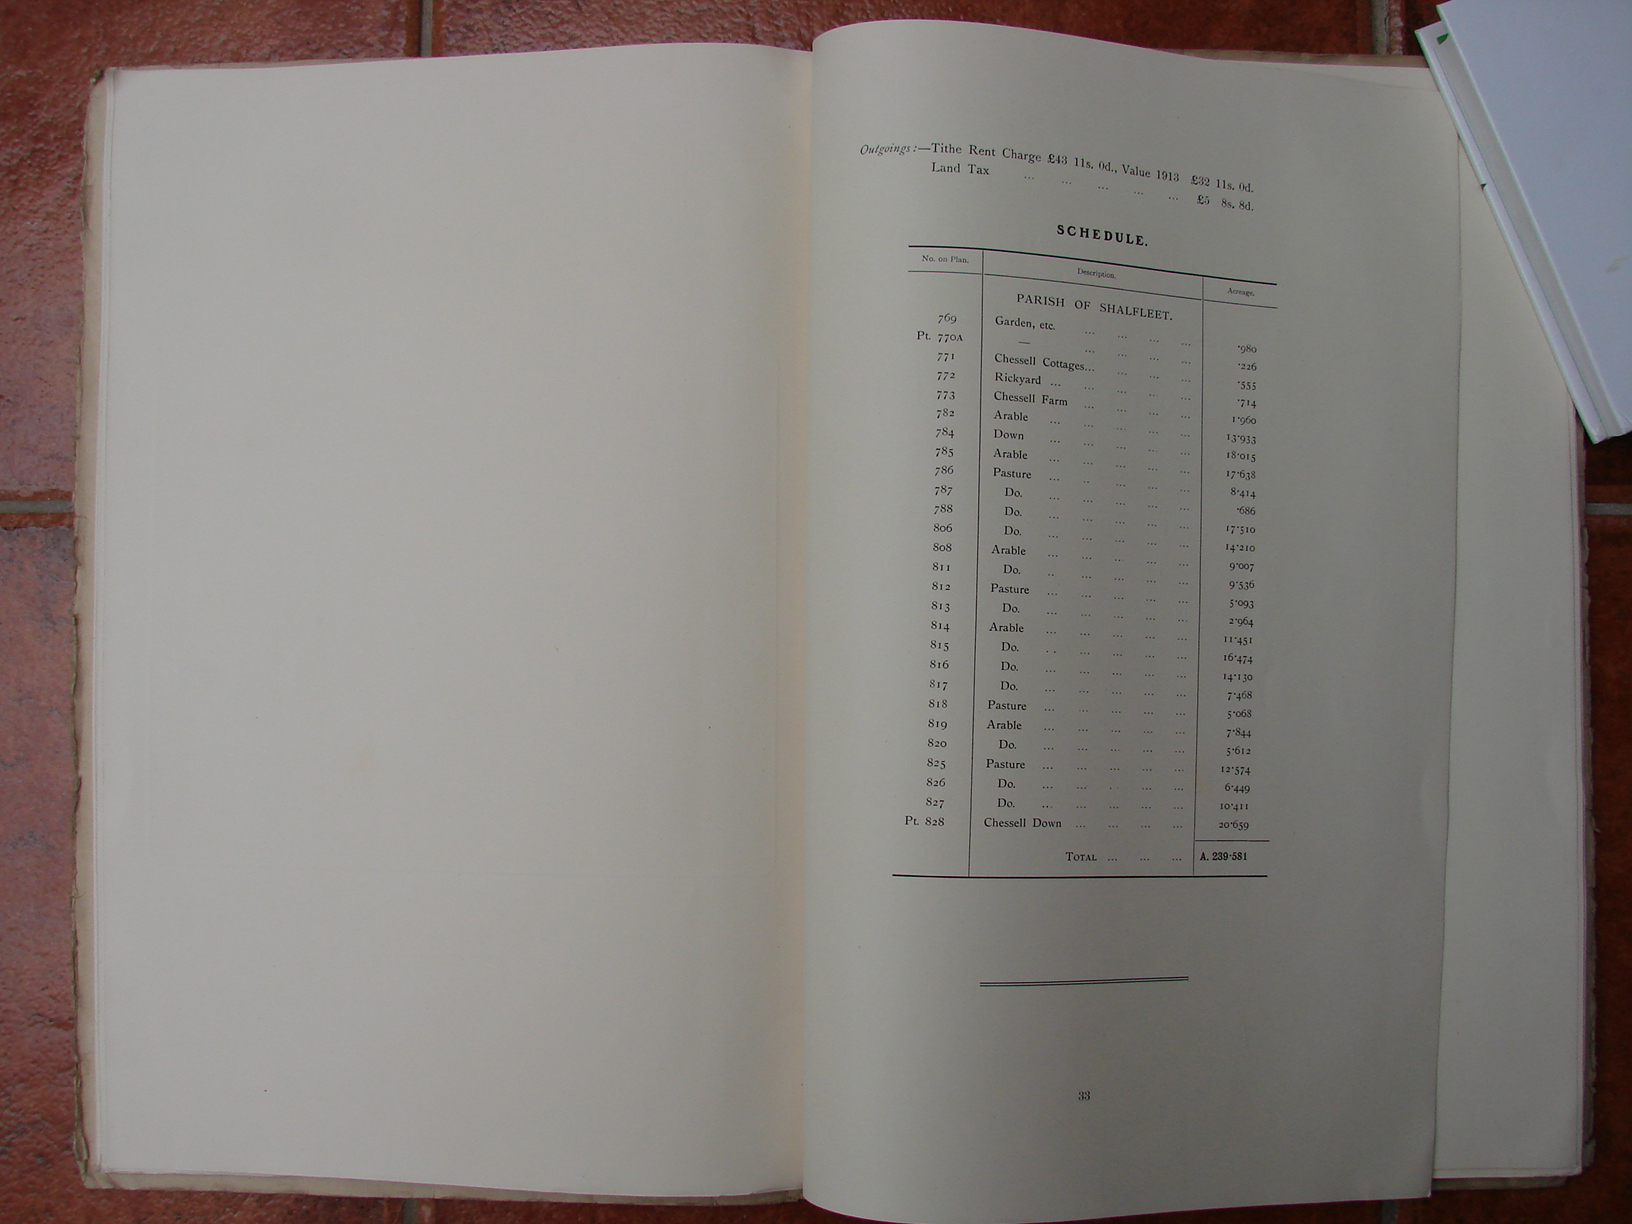 Outgoings :—Tithe Rent Charge £43 11s. 0d., Value 1913 £32 11s. 0d.
Land Tax ... ... ... ... ... £5 8s. 8d.
SCHEDULE.
No. on Plan. Description. Acreage.
PARISH OF SHALFLEET.
769 Garden, etc. ... ... ... ... ·980
Pt. 770A — ... ... ... ... ·226
771 Chessell Cottages... ... ... ... ·555
772 Rickyard ... ... ... ... ... ·714
773 Chessell Farm ... ... ... ... 1·960
782 Arable ... ... ... ... ... 13·933
784 Down ... ... ... ... ... 18·015
785 Arable ... ... ... ... ... 17·638
786 Pasture ... ... ... ... ... 8·414
787 Do. ... ... ... ... ... ·686
788 Do. ... ... ... ... ... 17·510
806 Do. ... ... ... ... ... 14·210
808 Arable ... ... ... ... ... 9·007
811 Do. .. ... ... ... ... 9·536
812 Pasture ... ... ... ... ... 5·093
813 Do. ... ... ... ... ... 2·964
814 Arable ... ... ... ... ... 11·451
815 Do. .. ... ... ... ... 16·474
816 Do. ... ... ... ... ... 14·130
817 Do. ... ... ... ... ... 7·468
818 Pasture ... ... ... ... ... 5·068
819 Arable ... ... ... ... ... 7·844
820 Do. ... ... ... ... ... 5·612
825 Pasture ... ... ... ... ... 12·574
826 Do. ... ... . ... ... 6·449
827 Do. ... ... ... ... ... 10·411
Pt. 828 Chessell Down ... ... ... ... 20·659
TOTAL ... ... ... A. 239·581
33